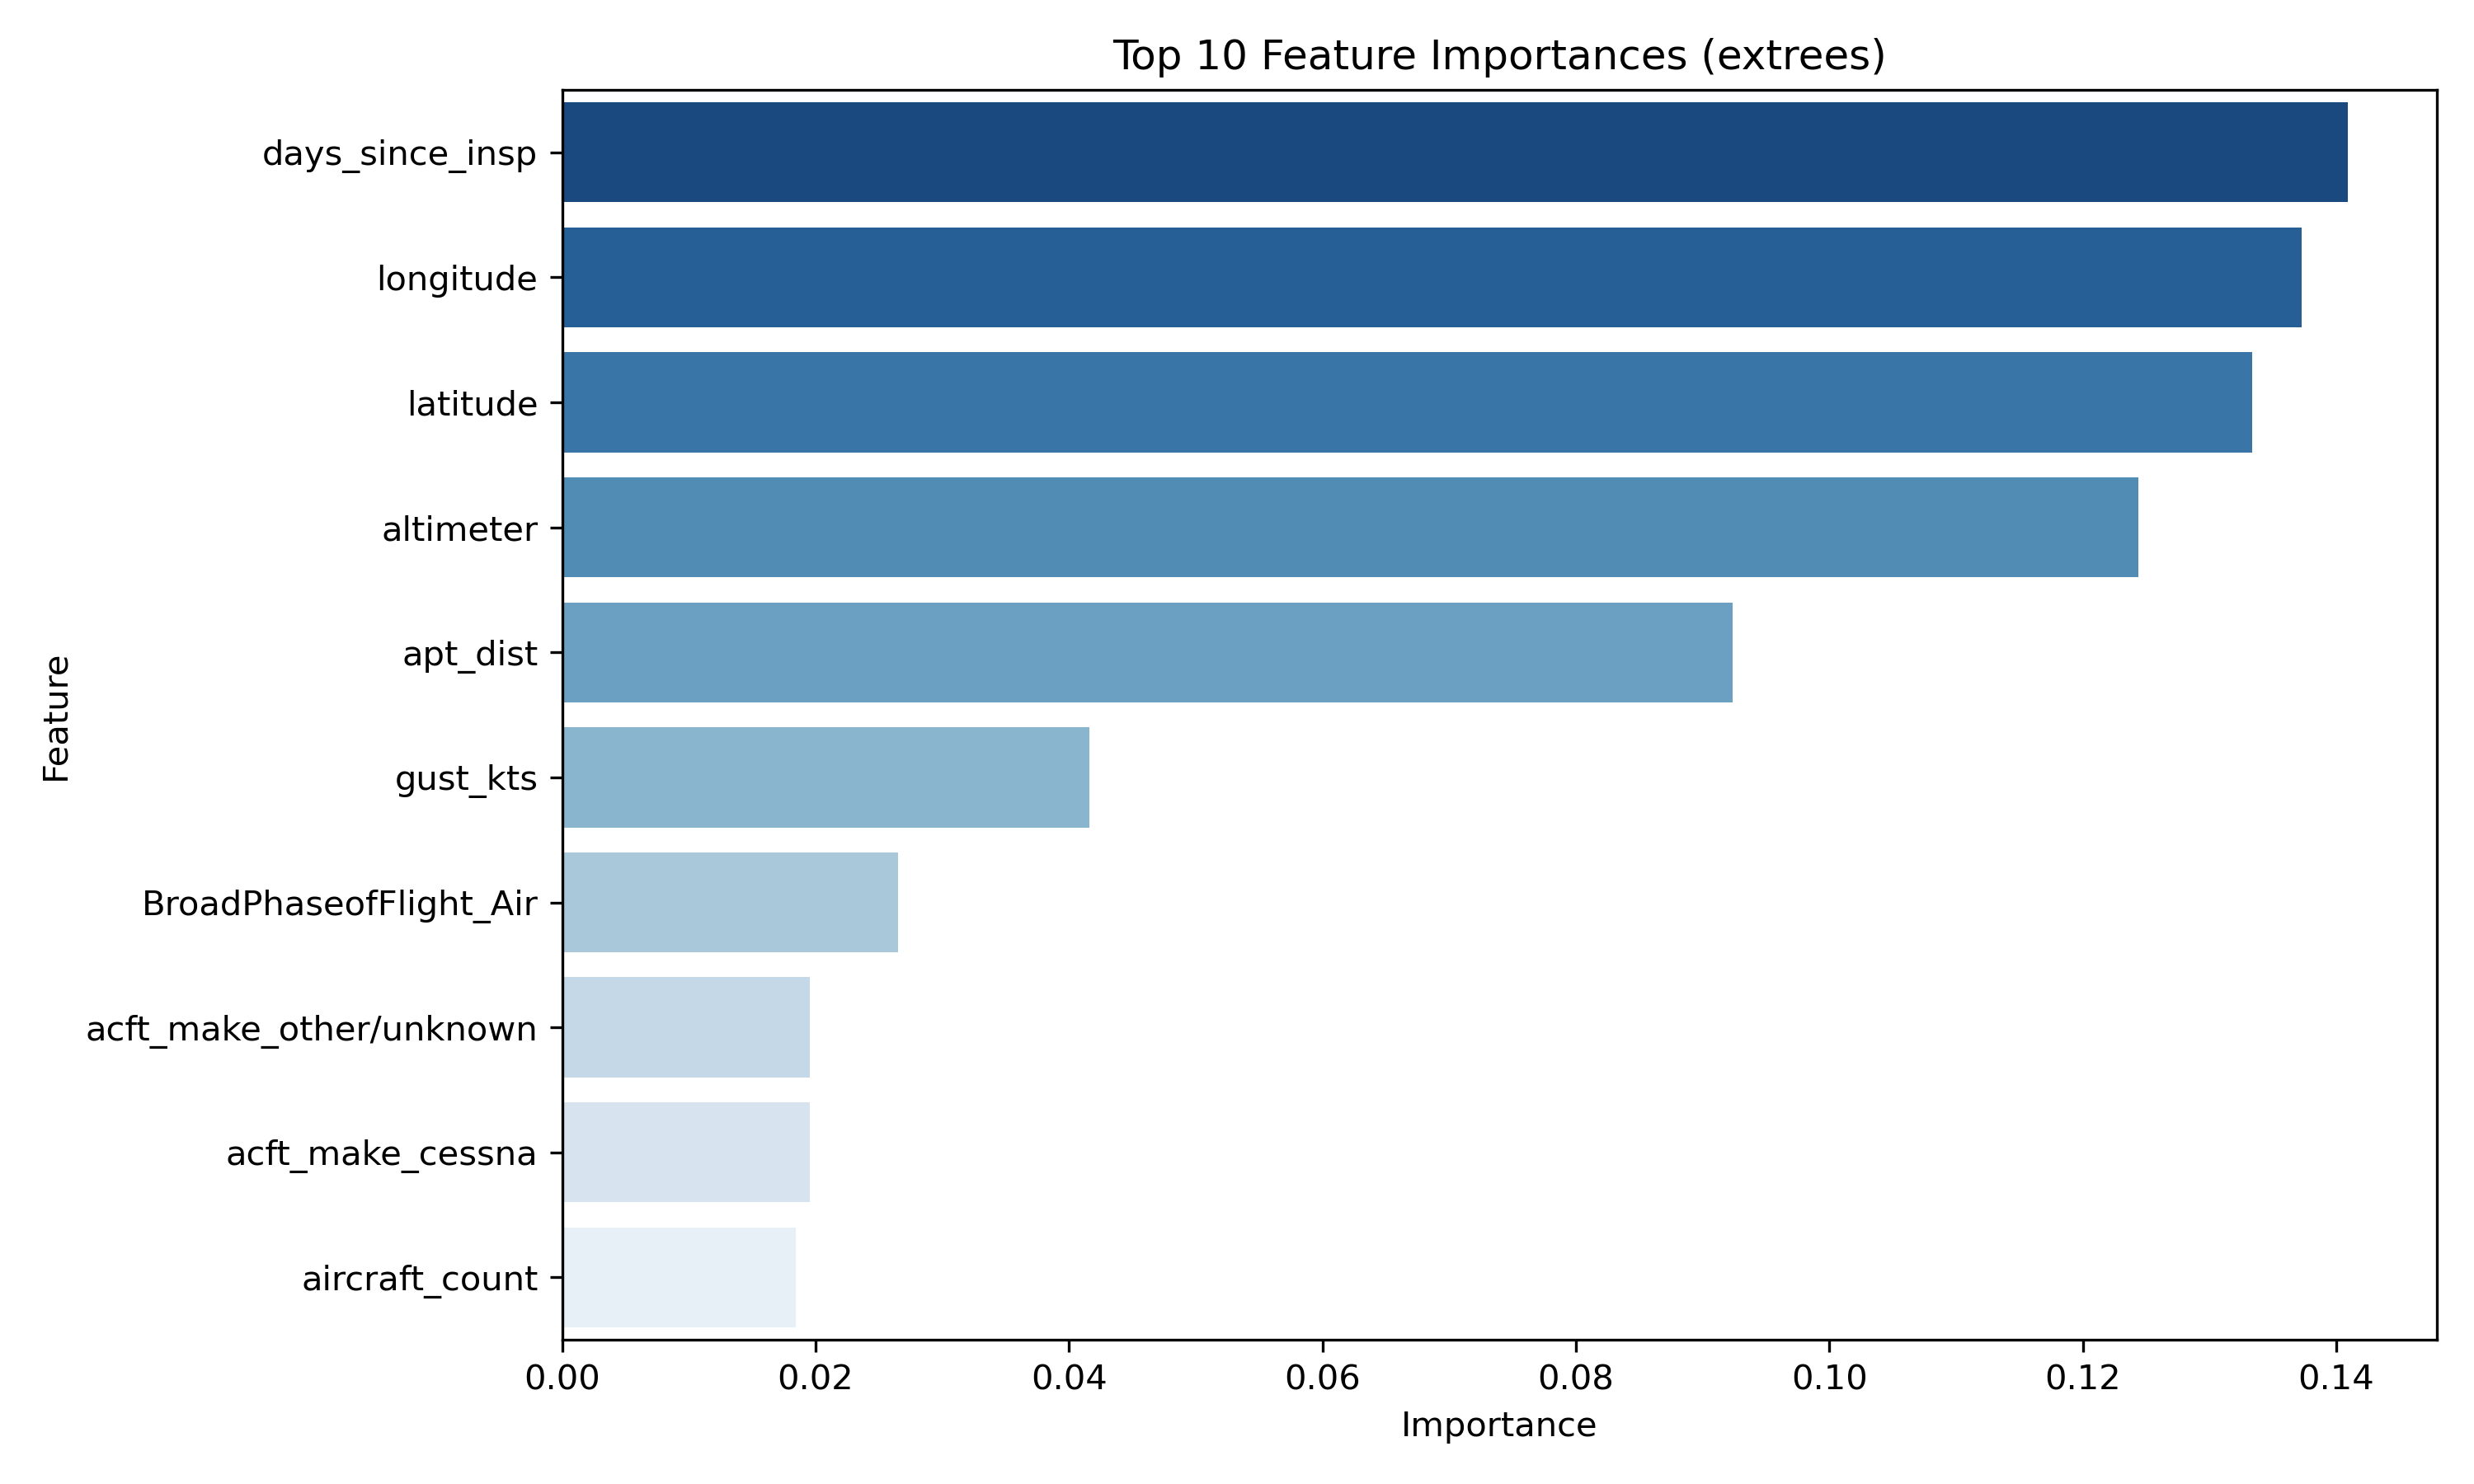 Top 10 Feature Importances (extrees)
days_since_insp
longitude
latitude
altimeter
apt_dist
gust_kts
BroadPhaseofFlight_Air
acft_make_other/unknown
acft_make_cessna
aircraft_count
Feature
0.00 0.02 0.04 0.06 0.08 0.10 0.12 0.14
Importance